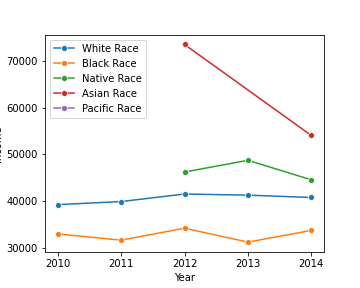 White Race
Black Race
Native Race
Asian Race
Pacific Race
70000
60000
50000
40000
30000
2010
2011
2012
2013
2014
Year